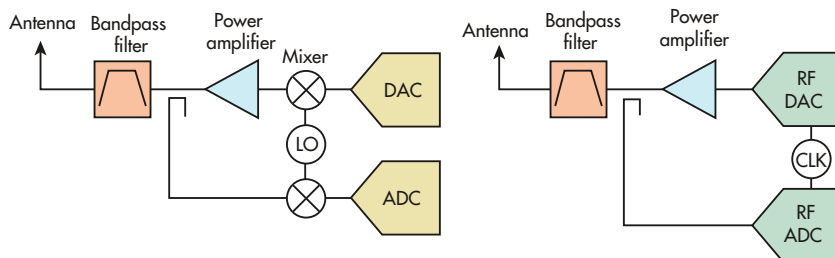 Antenna
Bandpass
filter
Power
amplifier
Mixer
DAC
LO
ADC
Antenna
Bandpass
filter
Power
amplifier
RF
DAC
CLK
RF
ADC